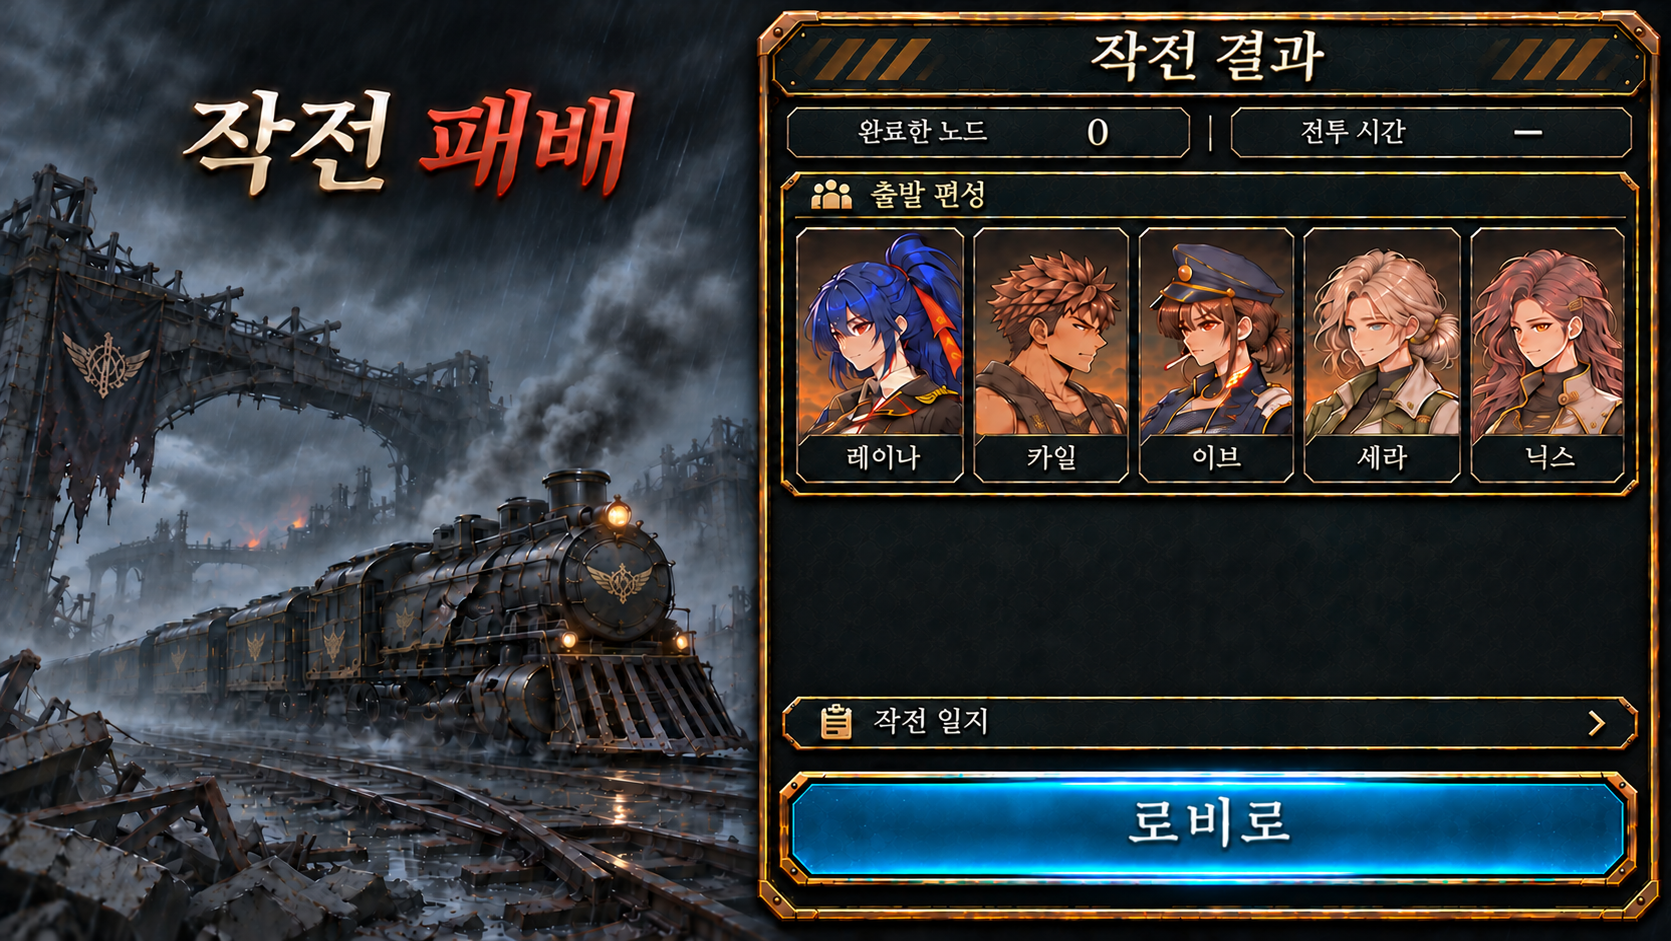 작전 패배
작전 결과
완료한 노드 0
전투 시간 —
출발 편성
레이나
카일
이브
세라
닉스
작전 일지
로비로